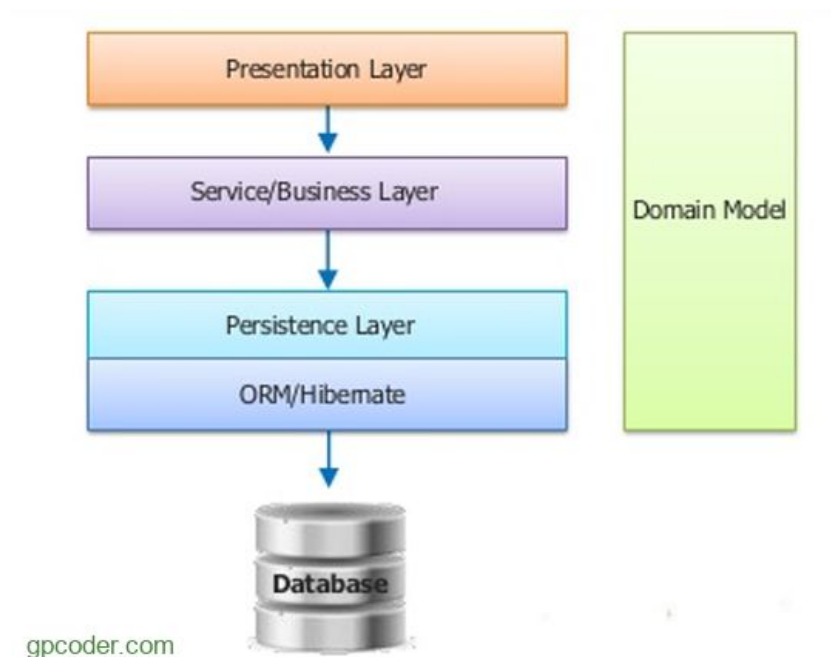 Presentation Layer
Service/Business Layer
Domain Model
Persistence Layer
ORM/Hibernate
Database
gpcoder.com